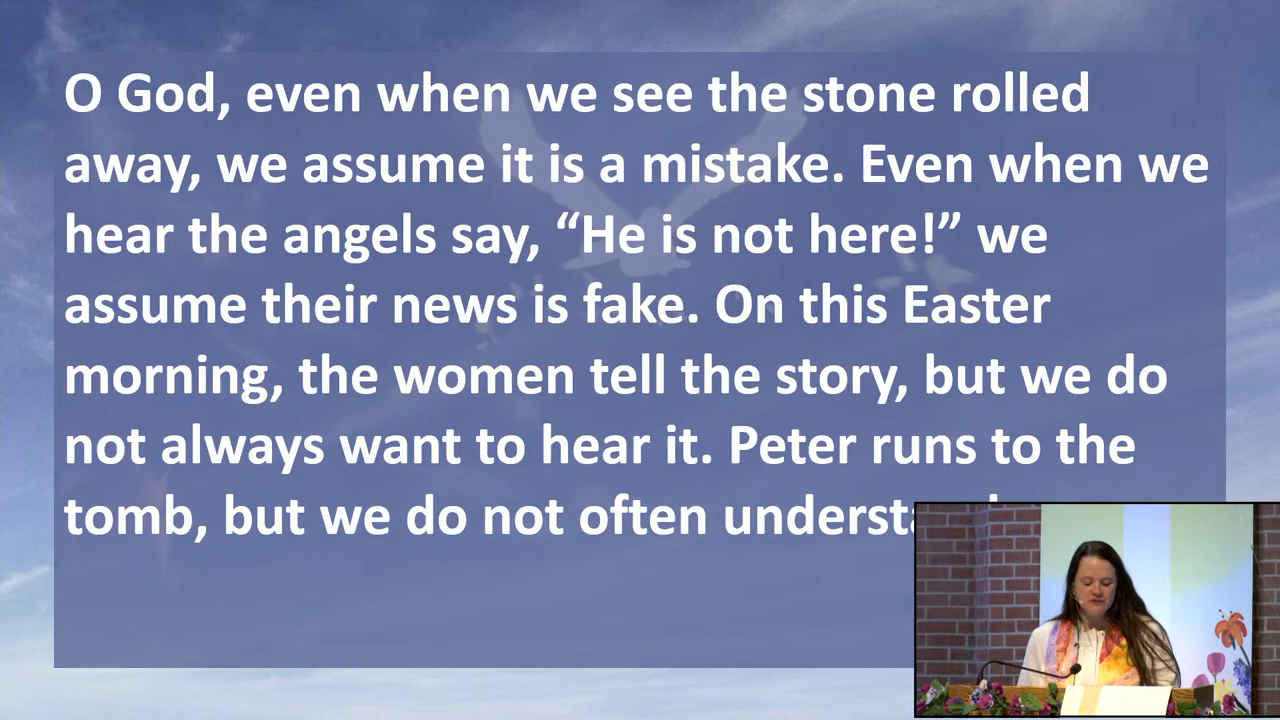 O God, even when we see the stone rolled
away, we assume it is a mistake. Even when we
hear the angels say, “He is not here!” we
assume their news is fake. On this Easter
morning, the women tell the story, but we do
not always want to hear it. Peter runs to the
tomb, but we do not often